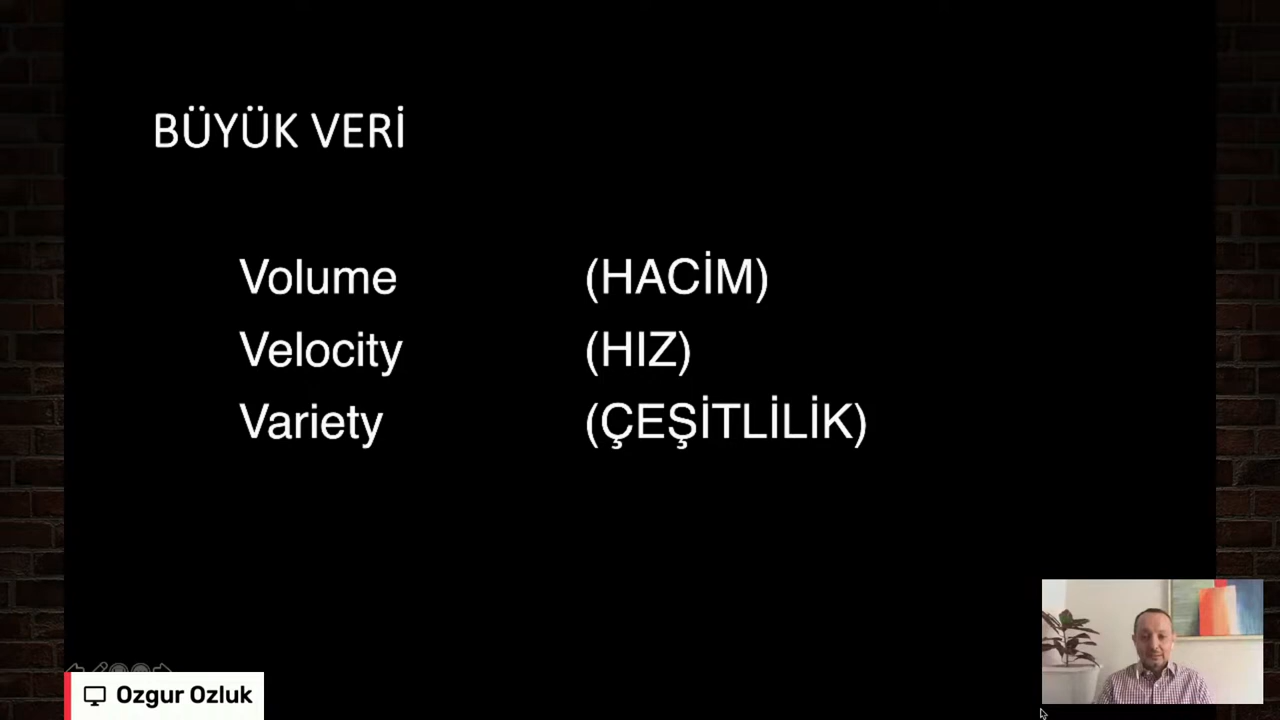 BÜYÜK VERİ
Volume (HACİM)
Velocity (HIZ)
Variety (ÇEŞİTLİLİK)
Ozgur Ozluk